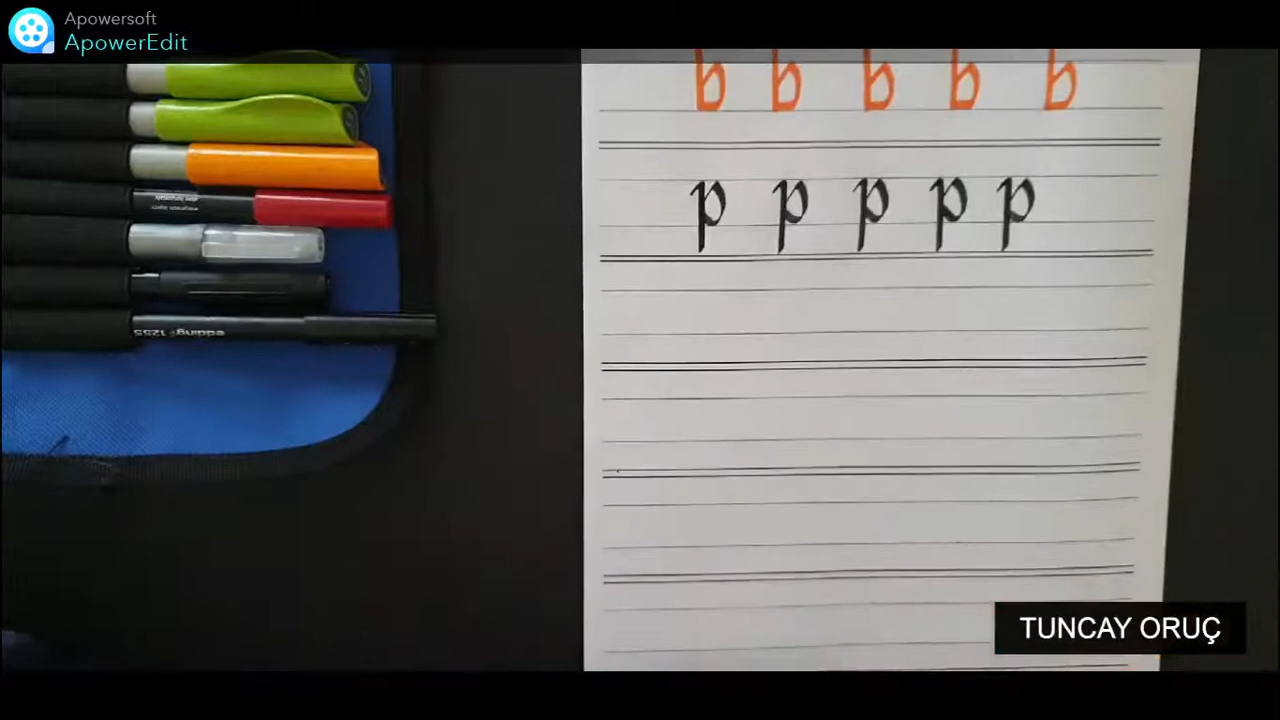 Apowersoft
ApowerEdit
b b b b b
p p p p p
edding 1255
TUNCAY ORUÇ